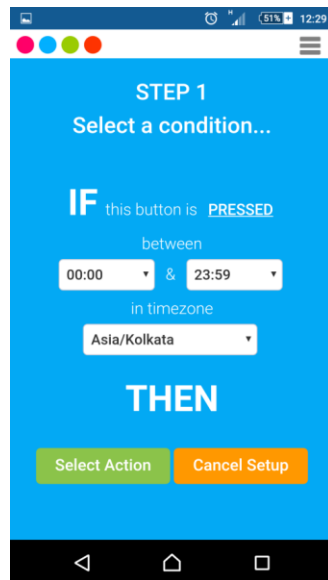 H 51% 12:29
STEP 1
Select a condition...
IF this button is PRESSED
between
00:00 & 23:59
in timezone
Asia/Kolkata
THEN
Select Action Cancel Setup